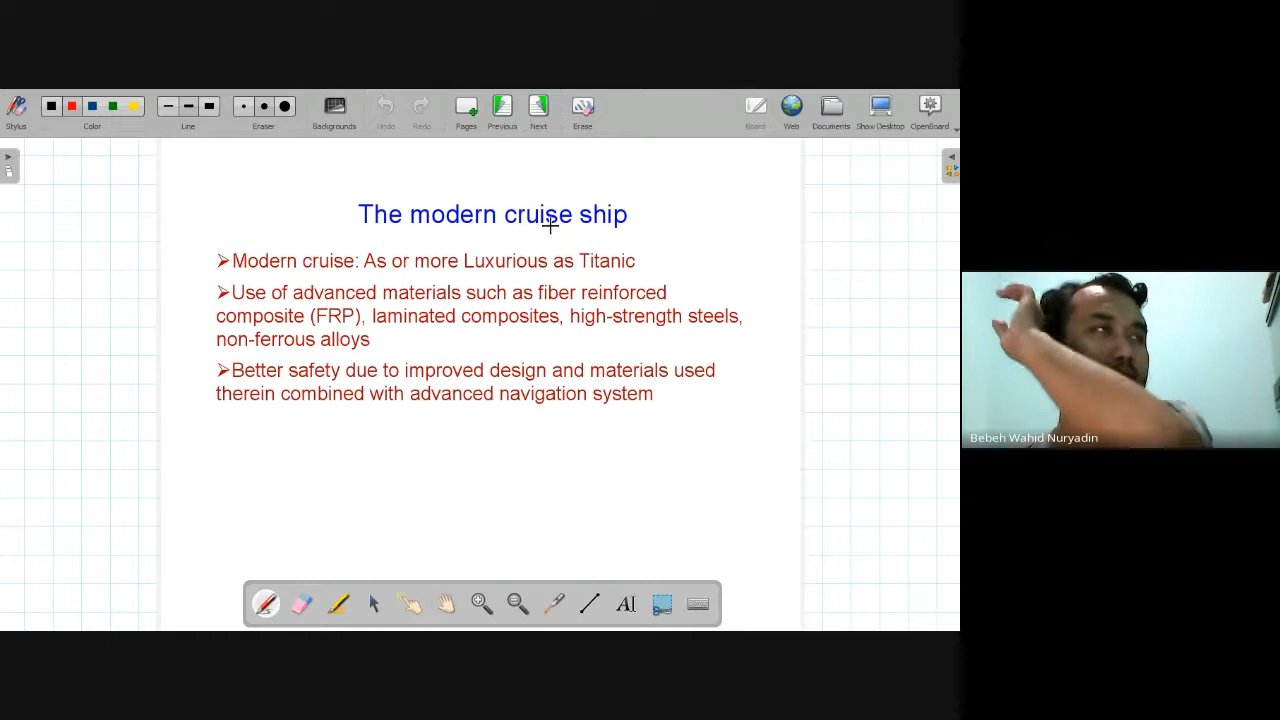 Stylus
Color
Line
Eraser
Backgrounds
Undo
Redo
Pages
Previous
Next
Erase
Board
Web
Documents
Show Desktop
OpenBoard
The modern cruise ship
➢Modern cruise: As or more Luxurious as Titanic
➢Use of advanced materials such as fiber reinforced
composite (FRP), laminated composites, high-strength steels,
non-ferrous alloys
➢Better safety due to improved design and materials used
therein combined with advanced navigation system
AI
Bebeh Wahid Nuryadin